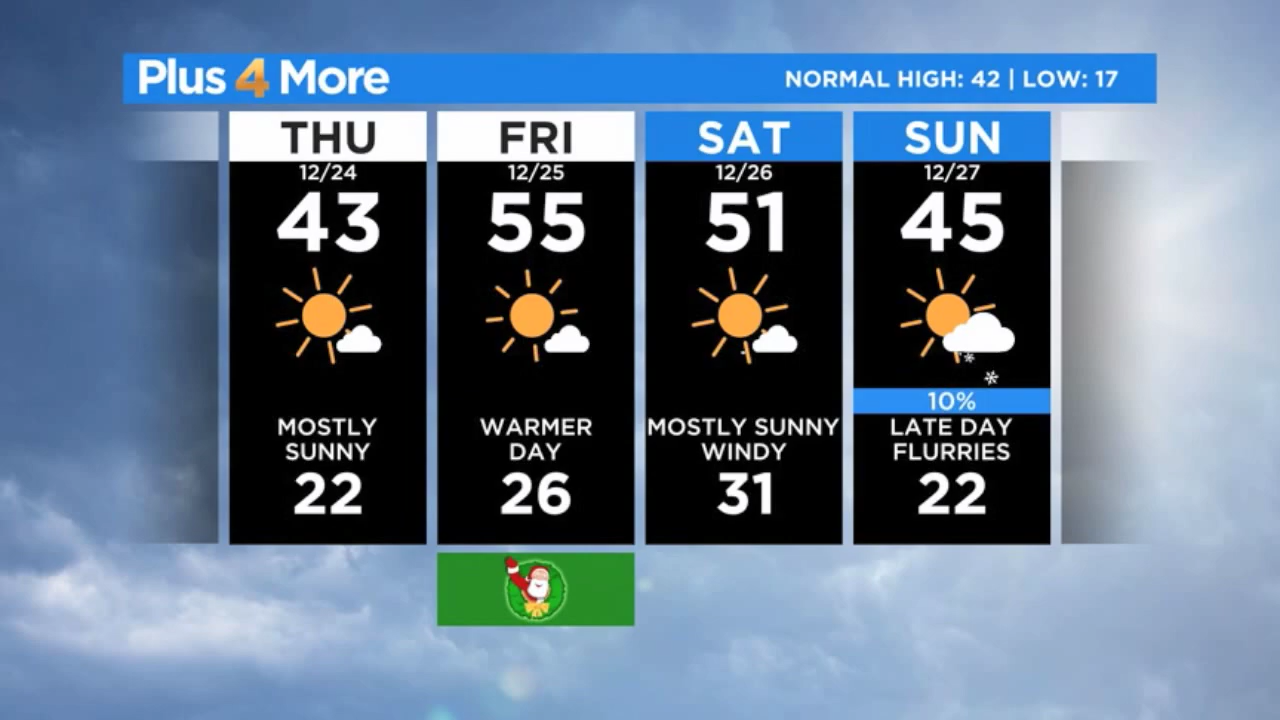 Plus 4 More
NORMAL HIGH: 42 | LOW: 17
THU
12/24
43
MOSTLY
SUNNY
22
FRI
12/25
55
WARMER
DAY
26
SAT
12/26
51
MOSTLY SUNNY
WINDY
31
SUN
12/27
45
10%
LATE DAY
FLURRIES
22